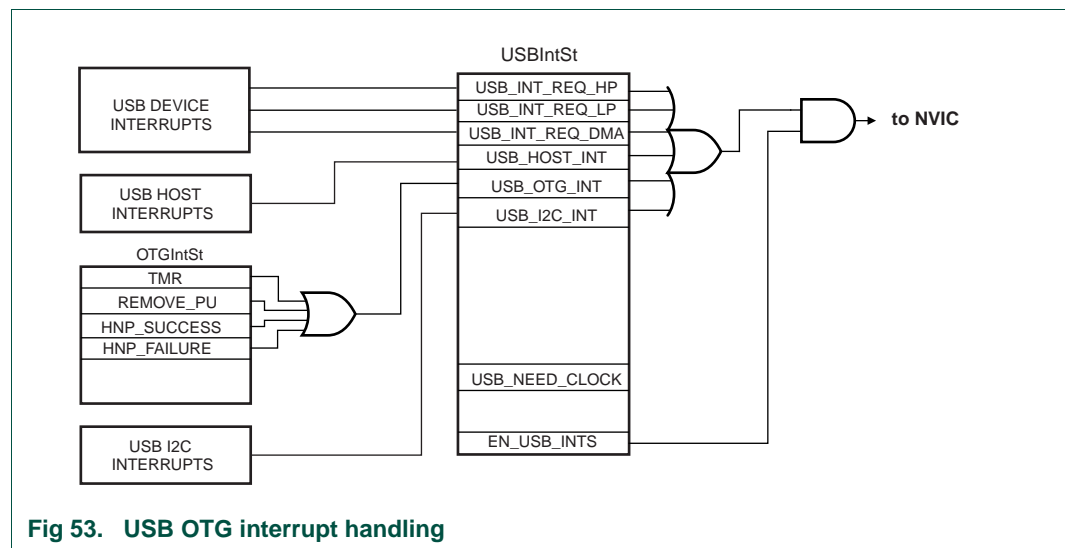 USBIntSt
USB DEVICE
INTERRUPTS
USB_INT_REQ_HP
USB_INT_REQ_LP
USB_INT_REQ_DMA
to NVIC
USB HOST
INTERRUPTS
USB_HOST_INT
USB_OTG_INT
USB_I2C_INT
OTGIntSt
TMR
REMOVE_PU
HNP_SUCCESS
HNP_FAILURE
USB_NEED_CLOCK
USB I2C
INTERRUPTS
EN_USB_INTS
Fig 53. USB OTG interrupt handling